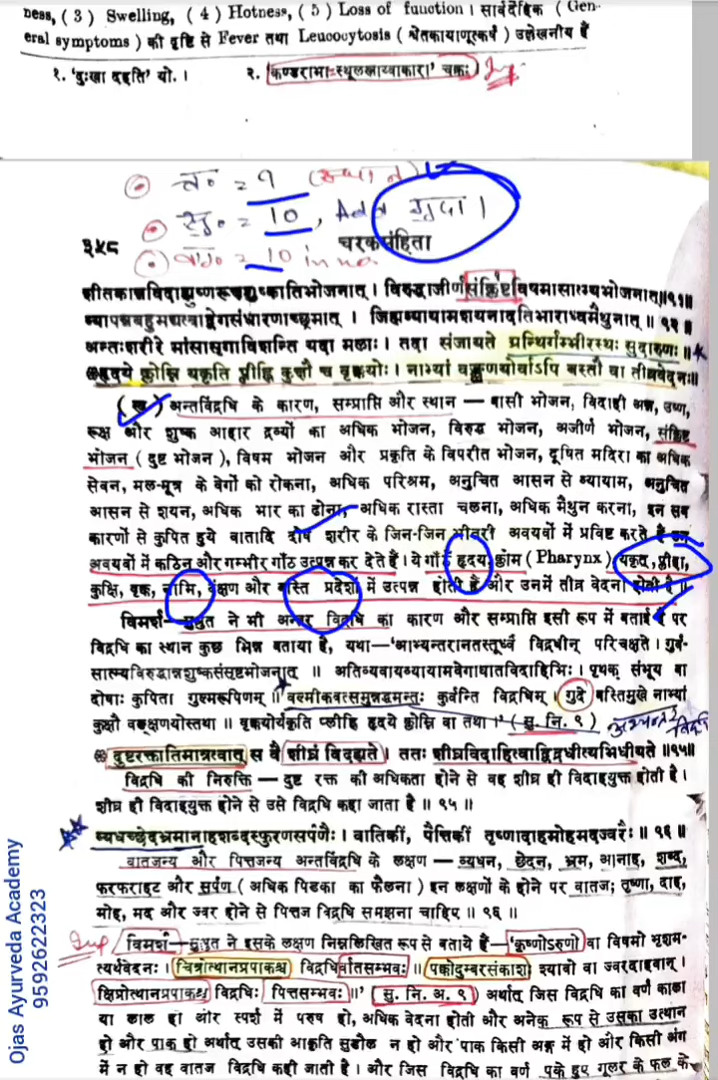 ness, (3) Swelling, (4) Hotness, (5) Loss of function। सार्वदैहिक (Gen-
eral symptoms) की दृष्टि से Fever तथा Leucocytosis (श्वेतकायाणूत्कर्ष) उल्लेखनीय हैं
१. 'दुःखा दहति' यो.। २. 'कण्डरामाः स्थूलस्नाय्वाकारा' चक्रः
च० = 9 (स्थान)
सु० = 10, Add गुदा।
वा० = 10
३५८ चरकसंहिता
शीतकान्नविदाह्युष्णरूक्षशुष्कातिभोजनात्। विरुद्धाजीर्णसंक्लिष्टविषमासात्म्यभोजनात्॥९१॥
व्यापन्नबहुमद्यत्वाद्वेगसंधारणाच्छ्रमात्। जिह्मव्यायामशयनादतिभाराध्वमैथुनात्॥ ९२॥
अन्तःशरीरे मांसासृगाविशन्ति यदा मलाः। तदा संजायते ग्रन्थिर्गम्भीरस्थः सुदारुणः॥
हृदये क्लोम्नि यकृति प्लीह्नि कुक्षौ च वृक्कयोः। नाभ्यां वङ्क्षणयोर्वाऽपि बस्तौ वा तीव्रवेदनः॥
(ख) अन्तर्विद्रधि के कारण, सम्प्राप्ति और स्थान — बासी भोजन, विदाही अन्न, उष्ण,
रूक्ष और शुष्क आहार द्रव्यों का अधिक भोजन, विरुद्ध भोजन, अजीर्ण भोजन, संक्लिष्ट
भोजन (दुष्ट भोजन), विषम भोजन और प्रकृति के विपरीत भोजन, दूषित मदिरा का अधिक
सेवन, मल-मूत्र के वेगों को रोकना, अधिक परिश्रम, अनुचित आसन से व्यायाम, अनुचित
आसन से शयन, अधिक भार का ढोना, अधिक रास्ता चलना, अधिक मैथुन करना, इन सब
कारणों से कुपित हुये वातादि दोष शरीर के जिन-जिन भीतरी अवयवों में प्रविष्ट करते हैं उन
अवयवों में कठिन और गम्भीर गाँठ उत्पन्न कर देते हैं। ये गाँठें हृदय, क्लोम (Pharynx) यकृत, प्लीहा,
कुक्षि, वृक्क, नाभि, वंक्षण और बस्ति प्रदेशों में उत्पन्न होती हैं और उनमें तीव्र वेदना होती है॥
विमर्श—सुश्रुत ने भी अन्तर विद्रधि का कारण और सम्प्राप्ति इसी रूप में बताई है पर
विद्रधि का स्थान कुछ भिन्न बताया है, यथा—'आभ्यन्तरानतस्तूर्ध्वं विद्रधीन् परिचक्षते। गुर्व-
सात्म्यविरुद्धान्नशुष्कसंसृष्टभोजनात्॥ अतिव्यवायव्यायामवेगाघातविदाहिभिः। पृथक् संभूय वा
दोषाः कुपिता गुल्मरूपिणम्॥ वल्मीकवत्समुन्नद्धमन्तः कुर्वन्ति विद्रधिम्। गुदे बस्तिमुखे नाभ्यां
कुक्षौ वङ्क्षणयोस्तथा॥ वृक्कयोर्यकृति प्लीह्नि हृदये क्लोम्नि वा तथा।' (सु. नि. ९) अभ्यन्तर विद्रधि
दुष्टरक्तातिमात्रत्वात् स वै शीघ्रं विदह्यते। ततः शीघ्रविदाहित्वाद्विद्रधीत्यभिधीयते॥९५॥
विद्रधि की निरुक्ति — दुष्ट रक्त की अधिकता होने से वह शीघ्र ही विदाहयुक्त होती है।
शीघ्र ही विदाहयुक्त होने से उसे विद्रधि कहा जाता है॥ ९५॥
व्यधच्छेदभ्रमानाहशब्दस्फुरणसर्पणैः। वातिकीं, पैत्तिकीं तृष्णादाहमोहमदज्वरैः॥ ९६॥
वातजन्य और पित्तजन्य अन्तर्विद्रधि के लक्षण — व्यधन, छेदन, भ्रम, आनाह, शब्द,
फरफराहट और सर्पण (अधिक पिडका का फैलना) इन लक्षणों के होने पर वातज; तृष्णा, दाह,
मोह, मद और ज्वर होने से पित्तज विद्रधि समझना चाहिए॥ ९६॥
Imp विमर्श—सुश्रुत ने इसके लक्षण निम्नलिखित रूप से बताये हैं—'कृष्णोऽरुणो वा विषमो भृशम-
त्यर्थवेदनः। चित्रोत्थानप्रपाकश्च विद्रधिर्वातसम्भवः॥ पक्वोदुम्बरसंकाशः श्यावो वा ज्वरदाहवान्।
क्षिप्रोत्थानप्रपाकश्च विद्रधिः पित्तसम्भवः॥' (सु. नि. अ. ९) अर्थात् जिस विद्रधि का वर्ण काला
या लाल हो और स्पर्श में परुष हो, अधिक वेदना होती और अनेक रूप से उसका उत्थान
हो और पाक हो अर्थात् उसकी आकृति सुडोल न हो और पाक किसी अङ्ग में हो और किसी अंग
में न हो वह वातज विद्रधि कही जाती है। और जिस विद्रधि का वर्ण पके हुए गूलर के फल के
Ojas Ayurveda Academy
9592622323